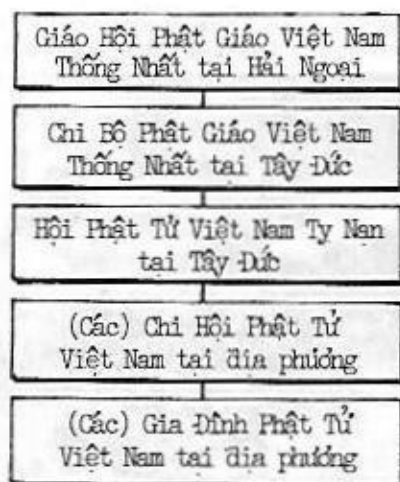 Giáo Hội Phật Giáo Việt Nam
Thống Nhất tại Hải Ngoại
Chi Bộ Phật Giáo Việt Nam
Thống Nhất tại Tây Đức
Hội Phật Tử Việt Nam Ty Nạn
tại Tây Đức
(Các) Chi Hội Phật Tử
Việt Nam tại địa phương
(Các) Gia Đình Phật Tử
Việt Nam tại địa phương